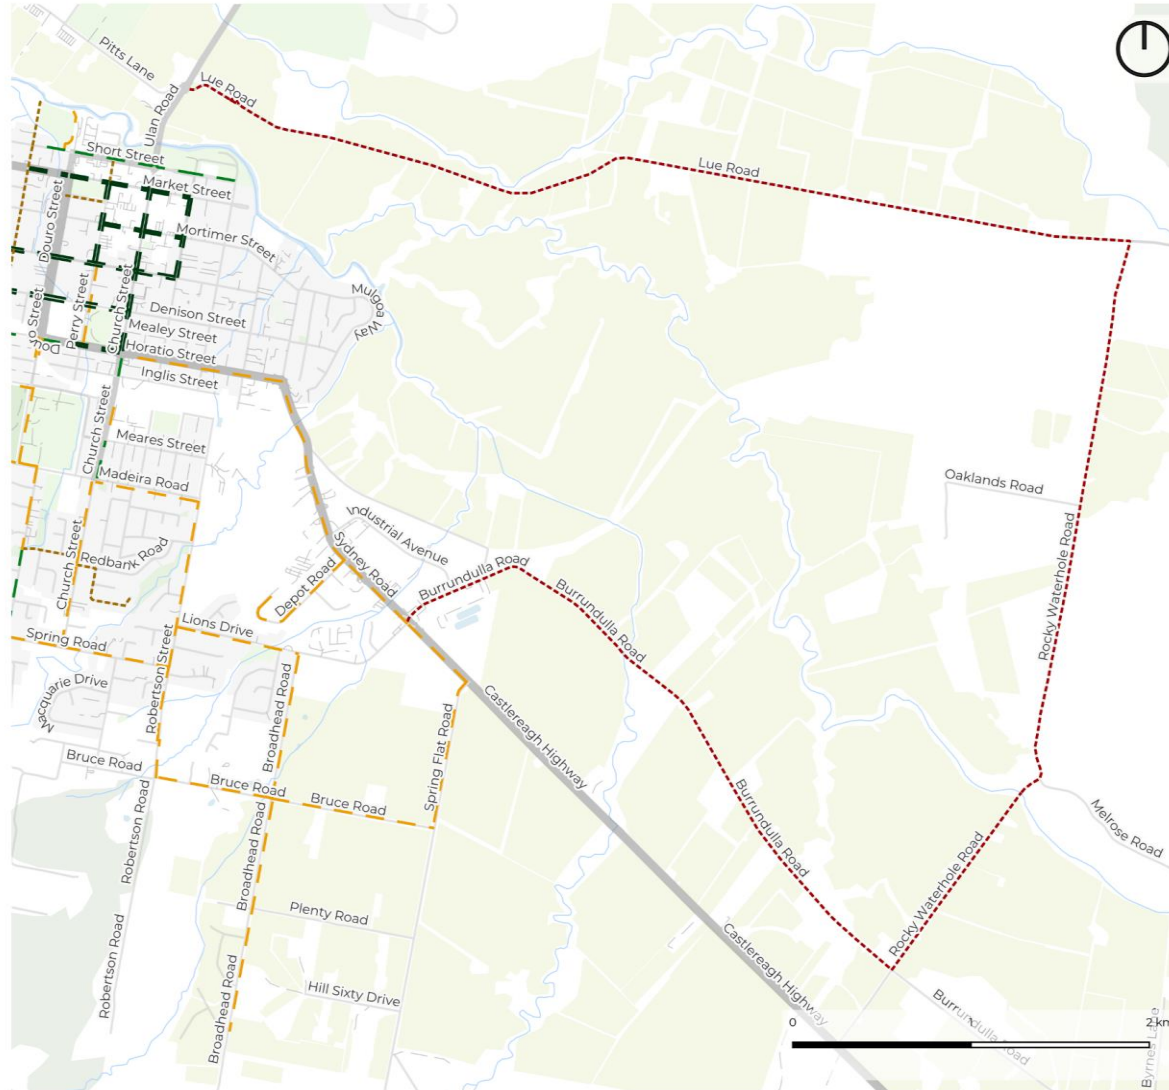 Pitts Lane
Lue Road
Ulan Road
Short Street
Lue Road
Market Street
Douro Street
Mortimer Street
Mulgoa Way
Church Street
Perry Street
Denison Street
Mealey Street
Horatio Street
Inglis Street
o Street
Dou
Church Street
Meares Street
Madeira Road
Oaklands Road
Industrial Avenue
Sydney Road
Redbank Road
Church Street
Burrundulla Road
Burrundulla Road
Depot Road
Rocky Waterhole Road
Lions Drive
Spring Road
Robertson Street
Macquarie Drive
Broadhead Road
Castlereagh Highway
Spring Flat Road
Bruce Road
Bruce Road
Bruce Road
Burrundulla Road
Melrose Road
Robertson Road
Broadhead Road
Rocky Waterhole Road
Plenty Road
Castlereagh Highway
Robertson Road
Hill Sixty Drive
Broadhead Road
Burrundulla Road
Byrnes Lane
0
2 km